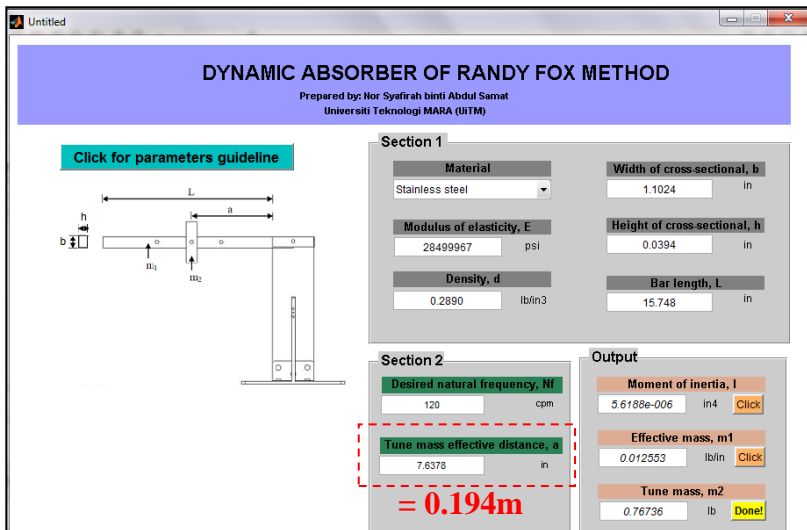 Untitled
DYNAMIC ABSORBER OF RANDY FOX METHOD
Prepared by: Nor Syafirah binti Abdul Samat
Universiti Teknologi MARA (UiTM)
Click for parameters guideline
L
a
h
b
m1
m2
Section 1
Material
Stainless steel
Modulus of elasticity, E
28499967 psi
Density, d
0.2890 lb/in3
Width of cross-sectional, b
1.1024 in
Height of cross-sectional, h
0.0394 in
Bar length, L
15.748 in
Section 2
Desired natural frequency, Nf
120 cpm
Tune mass effective distance, a
7.6378 in
= 0.194m
Output
Moment of inertia, I
5.6188e-006 in4 Click
Effective mass, m1
0.012553 lb/in Click
Tune mass, m2
0.76736 lb Done!